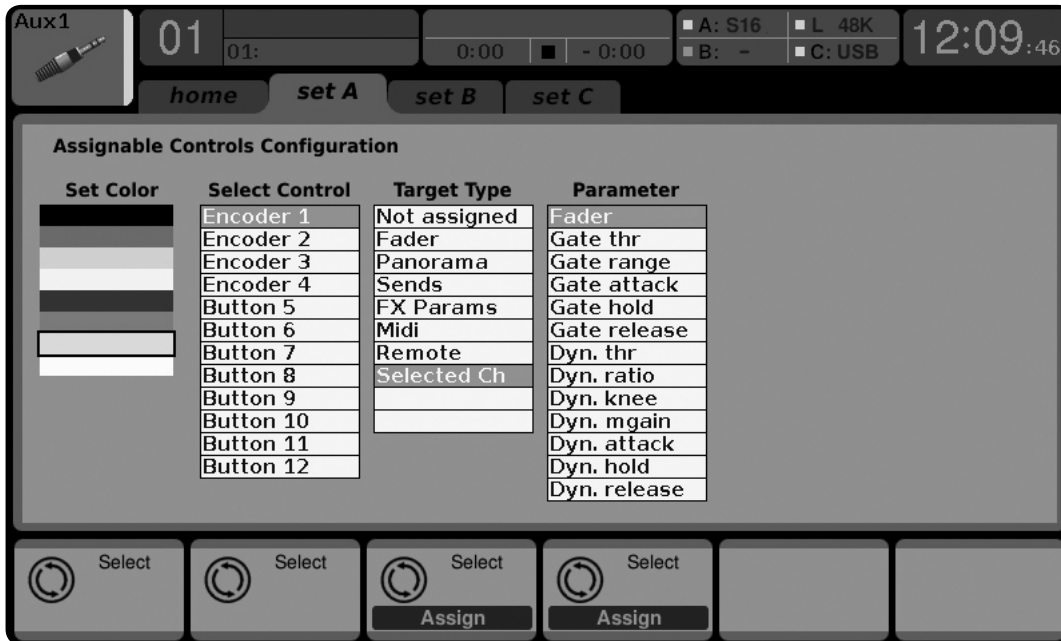 Aux1
01
01:
0:00
- 0:00
A: S16
B: -
L 48K
C: USB
12:09:46
home
set A
set B
set C
Assignable Controls Configuration
Set Color
Select Control
Target Type
Parameter
Encoder 1
Encoder 2
Encoder 3
Encoder 4
Button 5
Button 6
Button 7
Button 8
Button 9
Button 10
Button 11
Button 12
Not assigned
Fader
Panorama
Sends
FX Params
Midi
Remote
Selected Ch
Fader
Gate thr
Gate range
Gate attack
Gate hold
Gate release
Dyn. thr
Dyn. ratio
Dyn. knee
Dyn. mgain
Dyn. attack
Dyn. hold
Dyn. release
Select
Select
Select
Assign
Select
Assign